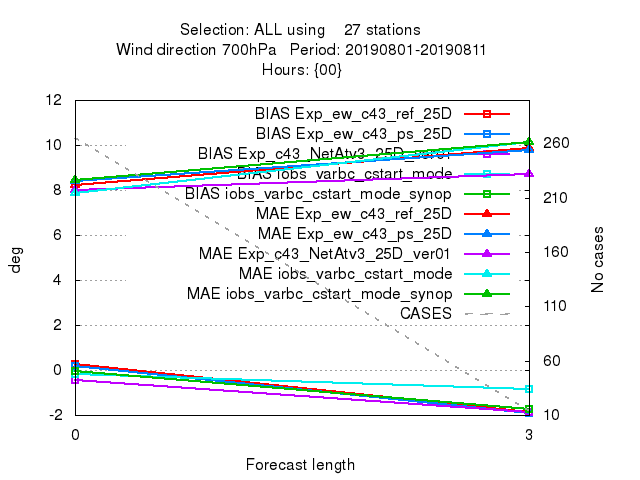 Selection: ALL using 27 stations
Wind direction 700hPa Period: 20190801-20190811
Hours: {00}
12
10
8
6
4
2
0
-2
deg
BIAS Exp_ew_c43_ref_25D
BIAS Exp_ew_c43_ps_25D
BIAS Exp_c43_NetAtv3_25D_ver01
BIAS iobs_varbc_cstart_mode
BIAS iobs_varbc_cstart_mode_synop
MAE Exp_ew_c43_ref_25D
MAE Exp_ew_c43_ps_25D
MAE Exp_c43_NetAtv3_25D_ver01
MAE iobs_varbc_cstart_mode
MAE iobs_varbc_cstart_mode_synop
CASES
260
210
160
110
60
10
No cases
0 3
Forecast length